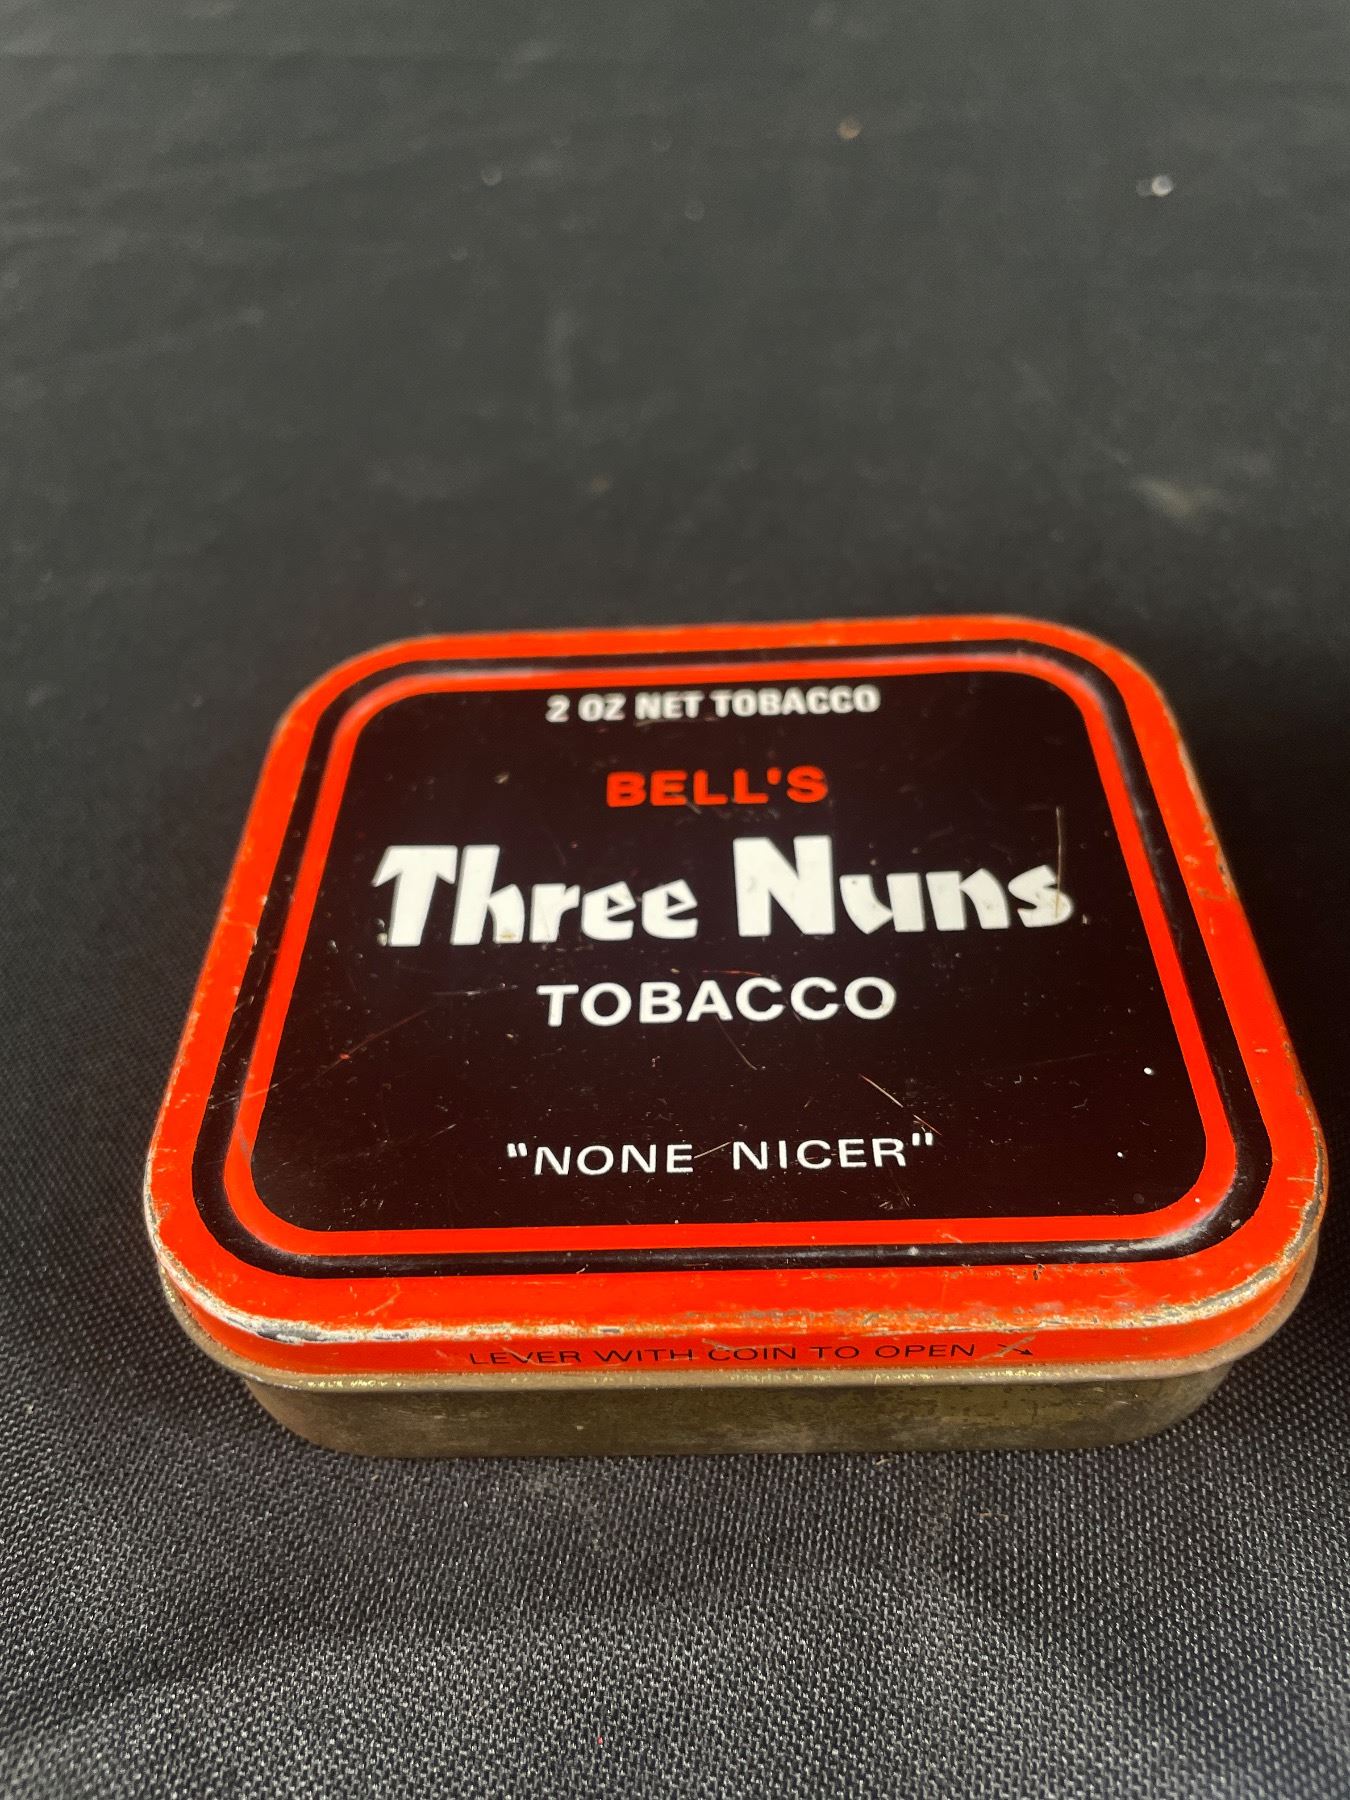 2 OZ NET TOBACCO
BELL'S
Three Nuns
TOBACCO
"NONE NICER"
LEVER WITH COIN TO OPEN